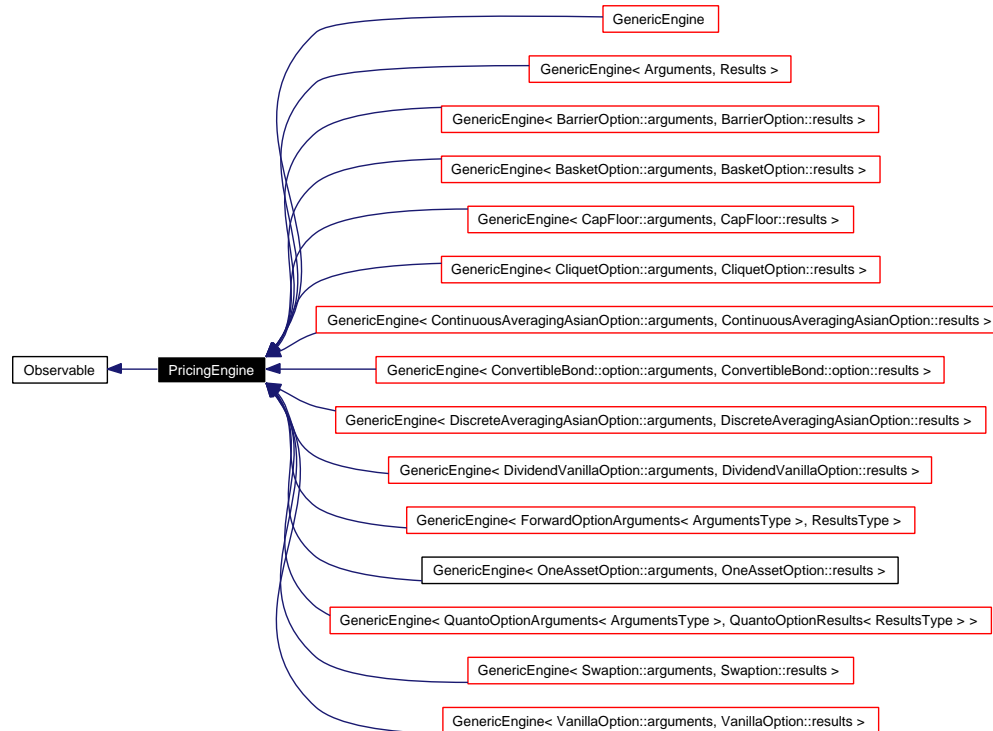 GenericEngine
GenericEngine< Arguments, Results >
GenericEngine< BarrierOption::arguments, BarrierOption::results >
GenericEngine< BasketOption::arguments, BasketOption::results >
GenericEngine< CapFloor::arguments, CapFloor::results >
GenericEngine< CliquetOption::arguments, CliquetOption::results >
GenericEngine< ContinuousAveragingAsianOption::arguments, ContinuousAveragingAsianOption::results >
Observable
PricingEngine
GenericEngine< ConvertibleBond::option::arguments, ConvertibleBond::option::results >
GenericEngine< DiscreteAveragingAsianOption::arguments, DiscreteAveragingAsianOption::results >
GenericEngine< DividendVanillaOption::arguments, DividendVanillaOption::results >
GenericEngine< ForwardOptionArguments< ArgumentsType >, ResultsType >
GenericEngine< OneAssetOption::arguments, OneAssetOption::results >
GenericEngine< QuantoOptionArguments< ArgumentsType >, QuantoOptionResults< ResultsType > >
GenericEngine< Swaption::arguments, Swaption::results >
GenericEngine< VanillaOption::arguments, VanillaOption::results >